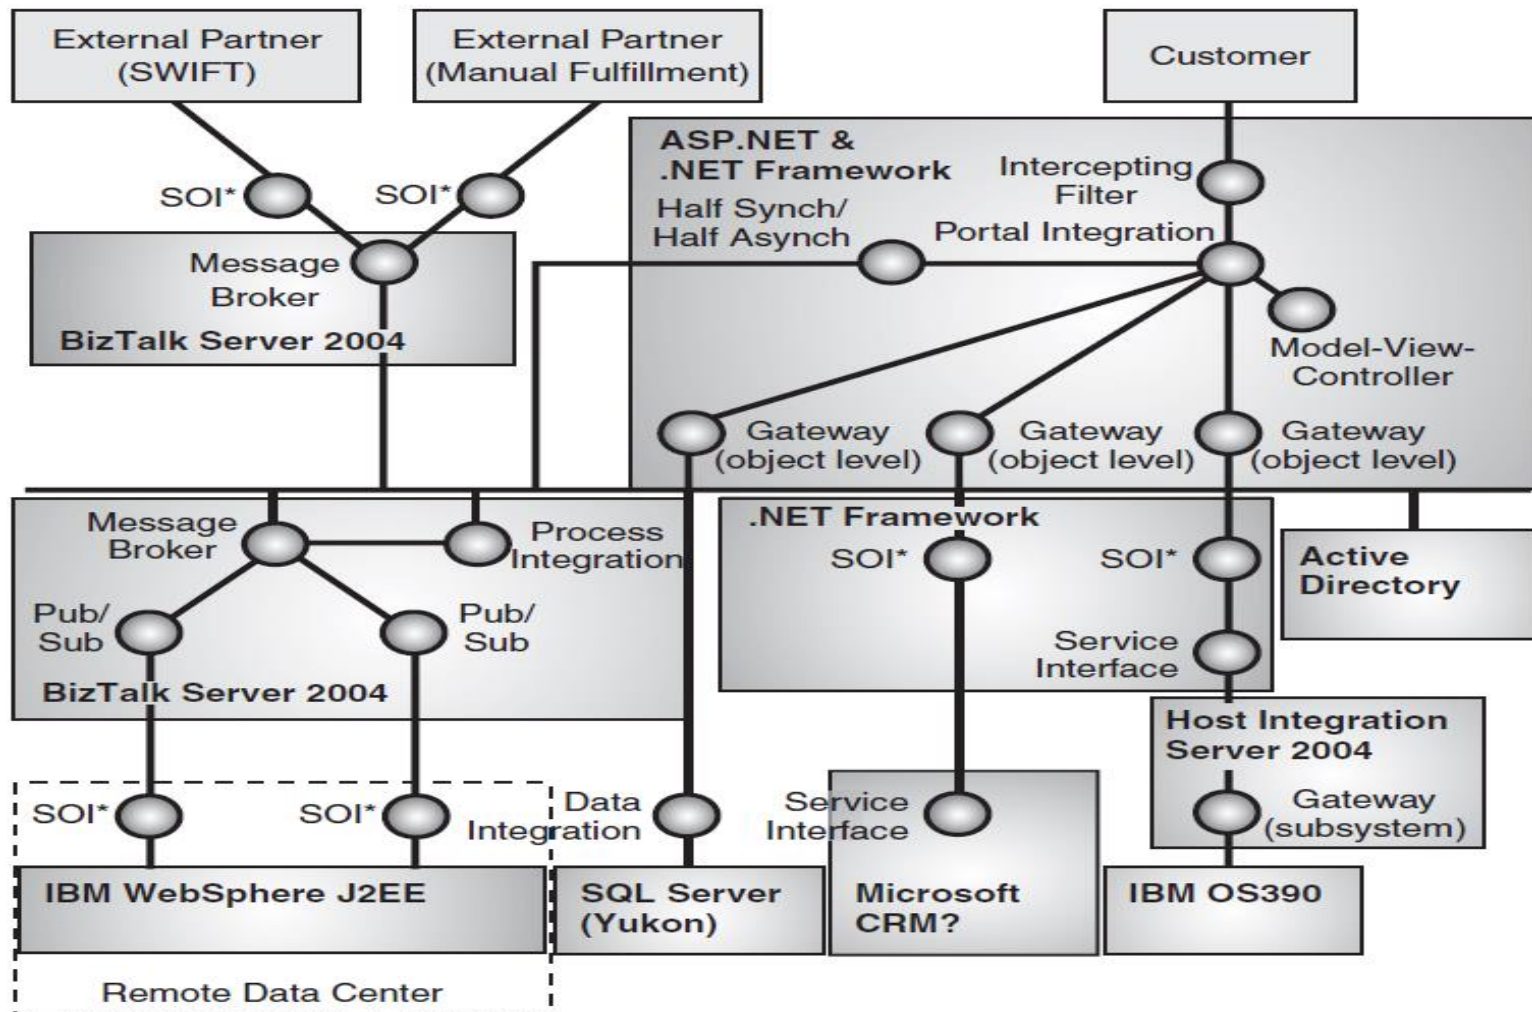 External Partner
(SWIFT)
External Partner
(Manual Fulfillment)
Customer
ASP.NET &
.NET Framework
Intercepting
Filter
SOI*
SOI*
Half Synch/
Half Asynch
Portal Integration
Message
Broker
BizTalk Server 2004
Model-View-
Controller
Gateway
(object level)
Gateway
(object level)
Gateway
(object level)
Message
Broker
Process
Integration
.NET Framework
SOI*
SOI*
Active
Directory
Pub/
Sub
Pub/
Sub
Service
Interface
BizTalk Server 2004
Host Integration
Server 2004
SOI*
SOI*
Data
Integration
Service
Interface
Gateway
(subsystem)
IBM WebSphere J2EE
SQL Server
(Yukon)
Microsoft
CRM?
IBM OS390
Remote Data Center